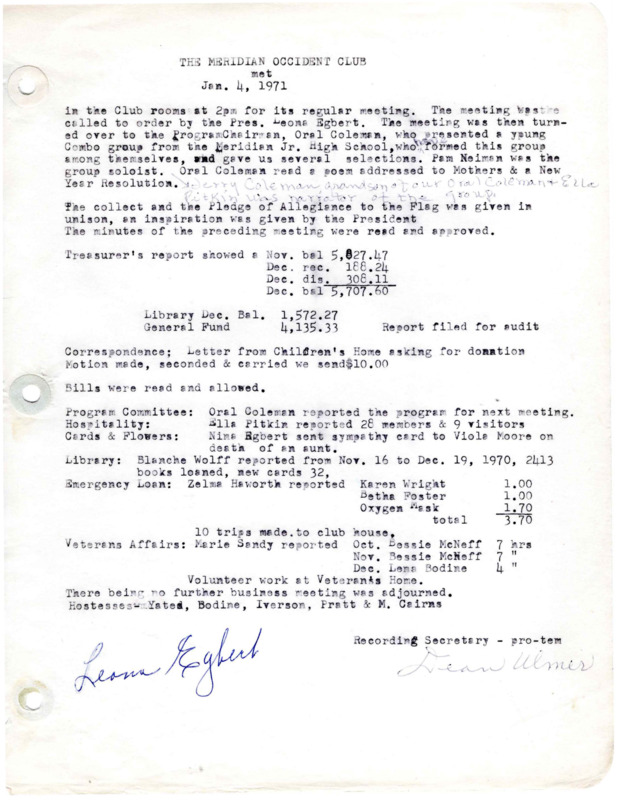 THE MERIDIAN OCCIDENT CLUB
met
Jan. 4, 1971
in the Club rooms at 2pm for its regular meeting. The meeting was
called to order by the Pres. Leona Egbert. The meeting was then turn-
ed over to the ProgramChairman, Oral Coleman, who presented a young
Combo group from the Meridian Jr. High School,who formed this group
among themselves, and gave us several selections. Pam Neiman was the
group soloist. Oral Coleman read a poem addressed to Mothers & a New
Year Resolution. Jerry Coleman grandson of our Oral Coleman & Ella
Pitkin was narrator of the group.
The collect and the Pledge of Allegiance to the Flag was given in
unison, an inspiration was given by the President
The minutes of the preceding meeting were read and approved.
Treasurer's report showed a Nov. bal 5,827.47
Dec. rec. 188.24
Dec. dis. 308.11
Dec. bal 5,707.60
Library Dec. Bal. 1,572.27
General Fund 4,135.33 Report filed for audit
Correspondence; Letter from Children's Home asking for donation
Motion made, seconded & carried we send$10.00
Bills were read and allowed.
Program Committee: Oral Coleman reported the program for next meeting.
Hospitality: Ella Pitkin reported 28 members & 9 visitors
Cards & Flowers: Nina Egbert sent sympathy card to Viola Moore on
death of an aunt.
Library: Blanche Wolff reported from Nov. 16 to Dec. 19, 1970, 2413
books loaned, new cards 32,
Emergency Loan: Zelma Haworth reported Karen Wright 1.00
Betha Foster 1.00
Oxygen Mask 1.70
total 3.70
10 trips made.to club house.
Veterans Affairs: Marie Sandy reported Oct. Bessie McNeff 7 hrs
Nov. Bessie McNeff 7 "
Dec. Lema Bodine 4 "
Volunteer work at Veterans Home.
There being no further business meeting was adjourned.
Hostesses- Yated, Bodine, Iverson, Pratt & M. Cairns
Recording Secretary - pro-tem
Leona Egbert
Dean Ulmer